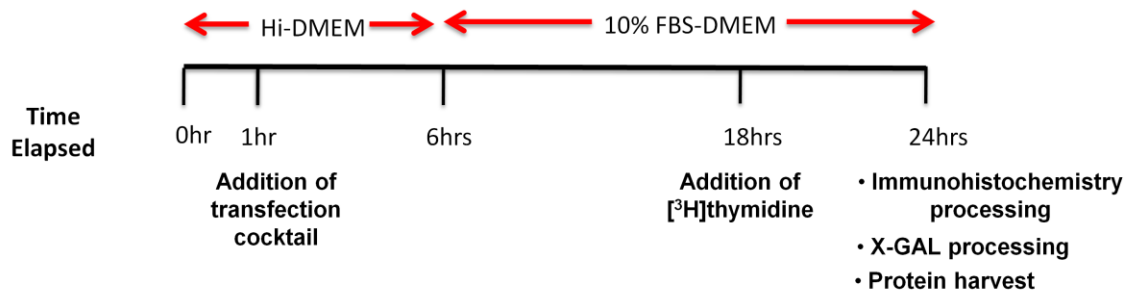 Hi-DMEM
10% FBS-DMEM
Time
Elapsed
0hr
1hr
6hrs
18hrs
24hrs
Addition of
transfection
cocktail
Addition of
[³H]thymidine
• Immunohistochemistry
processing
• X-GAL processing
• Protein harvest